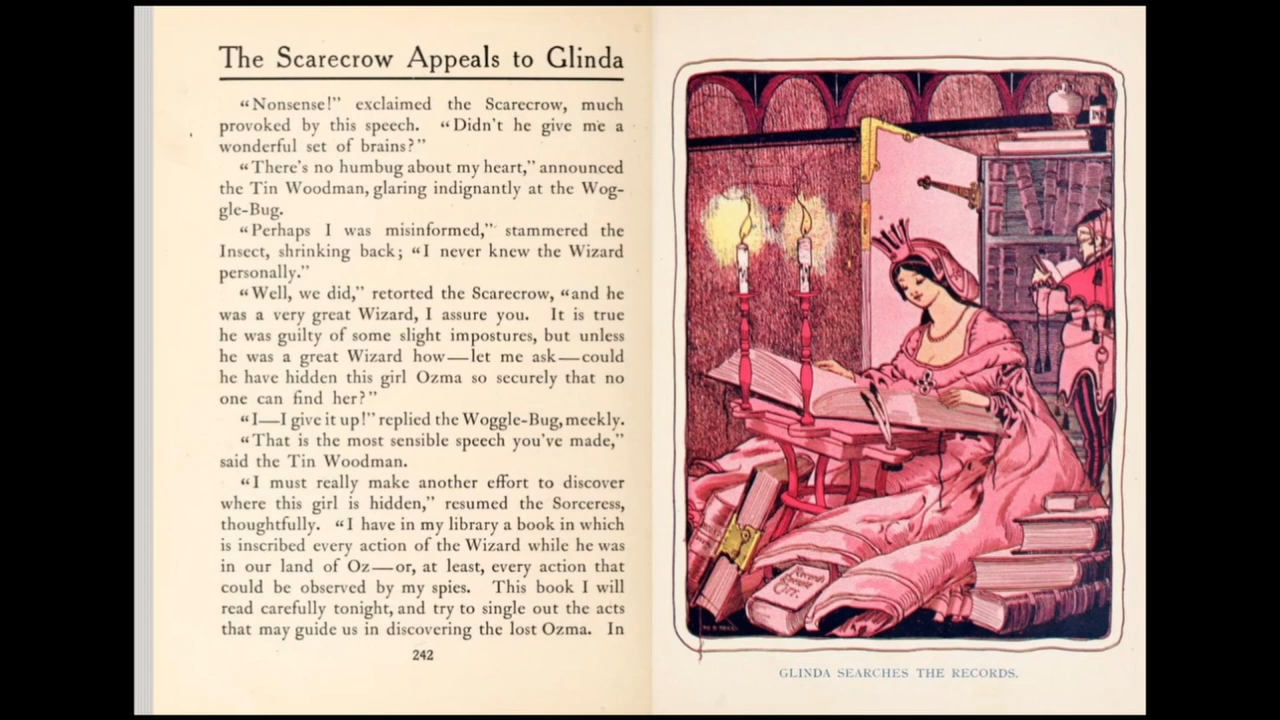 The Scarecrow Appeals to Glinda
“Nonsense!” exclaimed the Scarecrow, much
provoked by this speech. “Didn’t he give me a
wonderful set of brains?”
“There’s no humbug about my heart,” announced
the Tin Woodman, glaring indignantly at the Wog-
gle-Bug.
“Perhaps I was misinformed,” stammered the
Insect, shrinking back; “I never knew the Wizard
personally.”
“Well, we did,” retorted the Scarecrow, “and he
was a very great Wizard, I assure you. It is true
he was guilty of some slight impostures, but unless
he was a great Wizard how—let me ask—could
he have hidden this girl Ozma so securely that no
one can find her?”
“I—I give it up!” replied the Woggle-Bug, meekly.
“That is the most sensible speech you’ve made,”
said the Tin Woodman.
“I must really make another effort to discover
where this girl is hidden,” resumed the Sorceress,
thoughtfully. “I have in my library a book in which
is inscribed every action of the Wizard while he was
in our land of Oz—or, at least, every action that
could be observed by my spies. This book I will
read carefully tonight, and try to single out the acts
that may guide us in discovering the lost Ozma. In
242
GLINDA SEARCHES THE RECORDS.